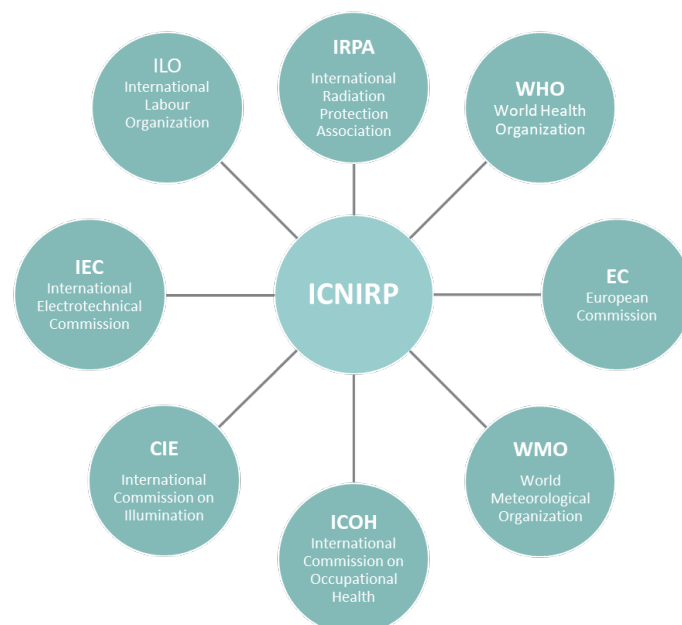 IRPA
International
Radiation
Protection
Association
ILO
International
Labour
Organization
WHO
World Health
Organization
IEC
International
Electrotechnical
Commission
ICNIRP
EC
European
Commission
CIE
International
Commission on
Illumination
WMO
World
Meteorological
Organization
ICOH
International
Commission on
Occupational
Health